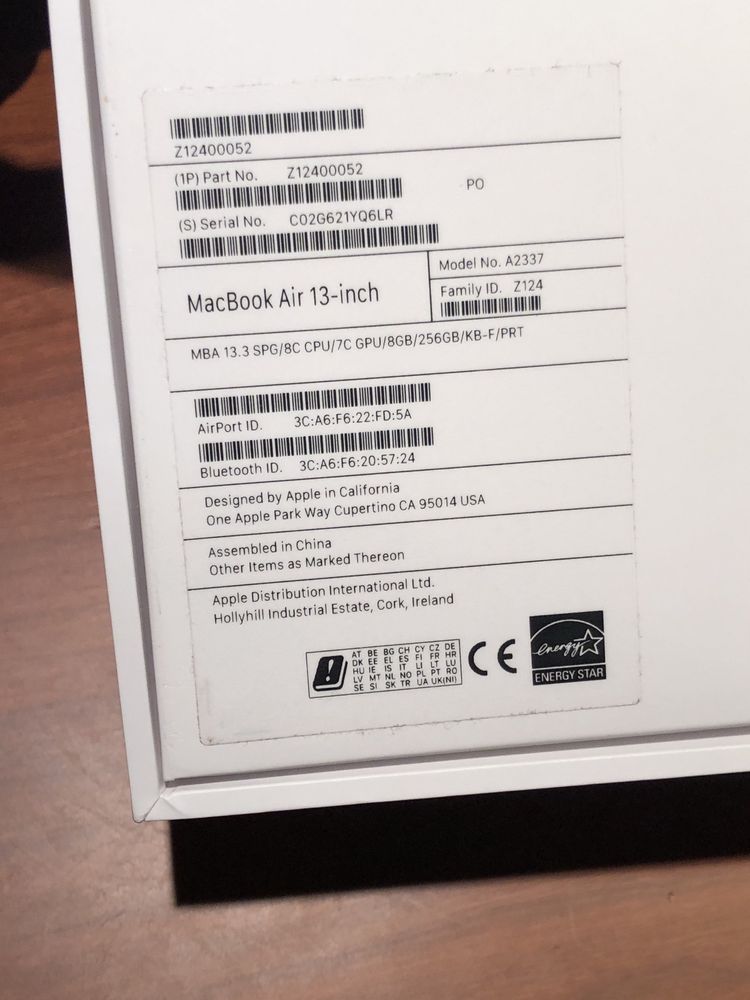 Z12400052
(1P) Part No. Z12400052
PO
(S) Serial No. C02G621YQ6LR
MacBook Air 13-inch
Model No. A2337
Family ID. Z124
MBA 13.3 SPG/8C CPU/7C GPU/8GB/256GB/KB-F/PRT
AirPort ID. 3C:A6:F6:22:FD:5A
Bluetooth ID. 3C:A6:F6:20:57:24
Designed by Apple in California
One Apple Park Way Cupertino CA 95014 USA
Assembled in China
Other Items as Marked Thereon
Apple Distribution International Ltd.
Hollyhill Industrial Estate, Cork, Ireland
AT BE BG CH CY CZ DE
DK EE EL ES FI FR HR
HU IE IS IT LI LT LU
LV MT NL NO PL PT RO
SE SI SK TR UA UK(NI)
CE
energy
ENERGY STAR